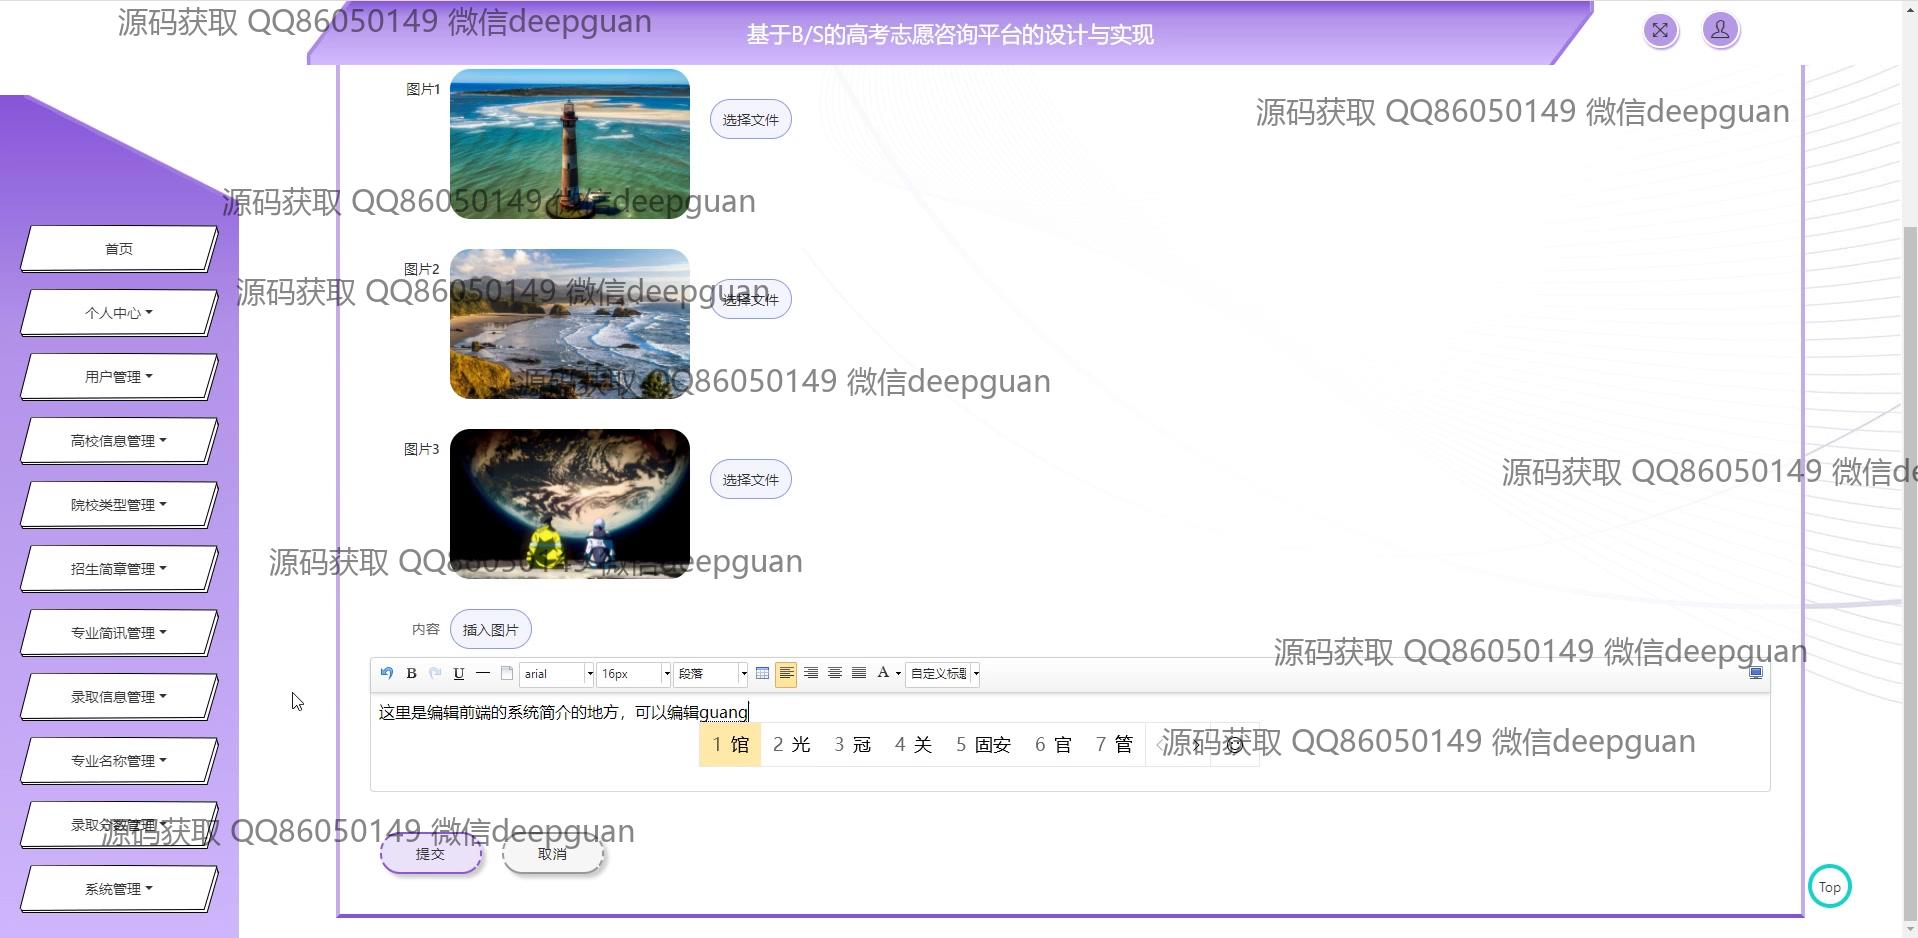 源码获取 QQ86050149 微信deepguan
基于B/S的高考志愿咨询平台的设计与实现
图片1
选择文件
源码获取 QQ86050149 微信deepguan
源码获取 QQ86050149 微信deepguan
首页
图片2
选择文件
源码获取 QQ86050149 微信deepguan
个人中心
用户管理
源码获取 QQ86050149 微信deepguan
高校信息管理
图片3
选择文件
源码获取 QQ86050149 微信de
院校类型管理
招生简章管理
源码获取 QQ86050149 微信deepguan
专业简讯管理
内容
插入图片
源码获取 QQ86050149 微信deepguan
B U arial 16px 段落 A 自定义标题
录取信息管理
这里是编辑前端的系统简介的地方，可以编辑guang
1 馆 2 光 3 冠 4 关 5 固安 6 官 7 管
源码获取 QQ86050149 微信deepguan
专业名称管理
录取分数管理
源码获取 QQ86050149 微信deepguan
提交
取消
系统管理
Top